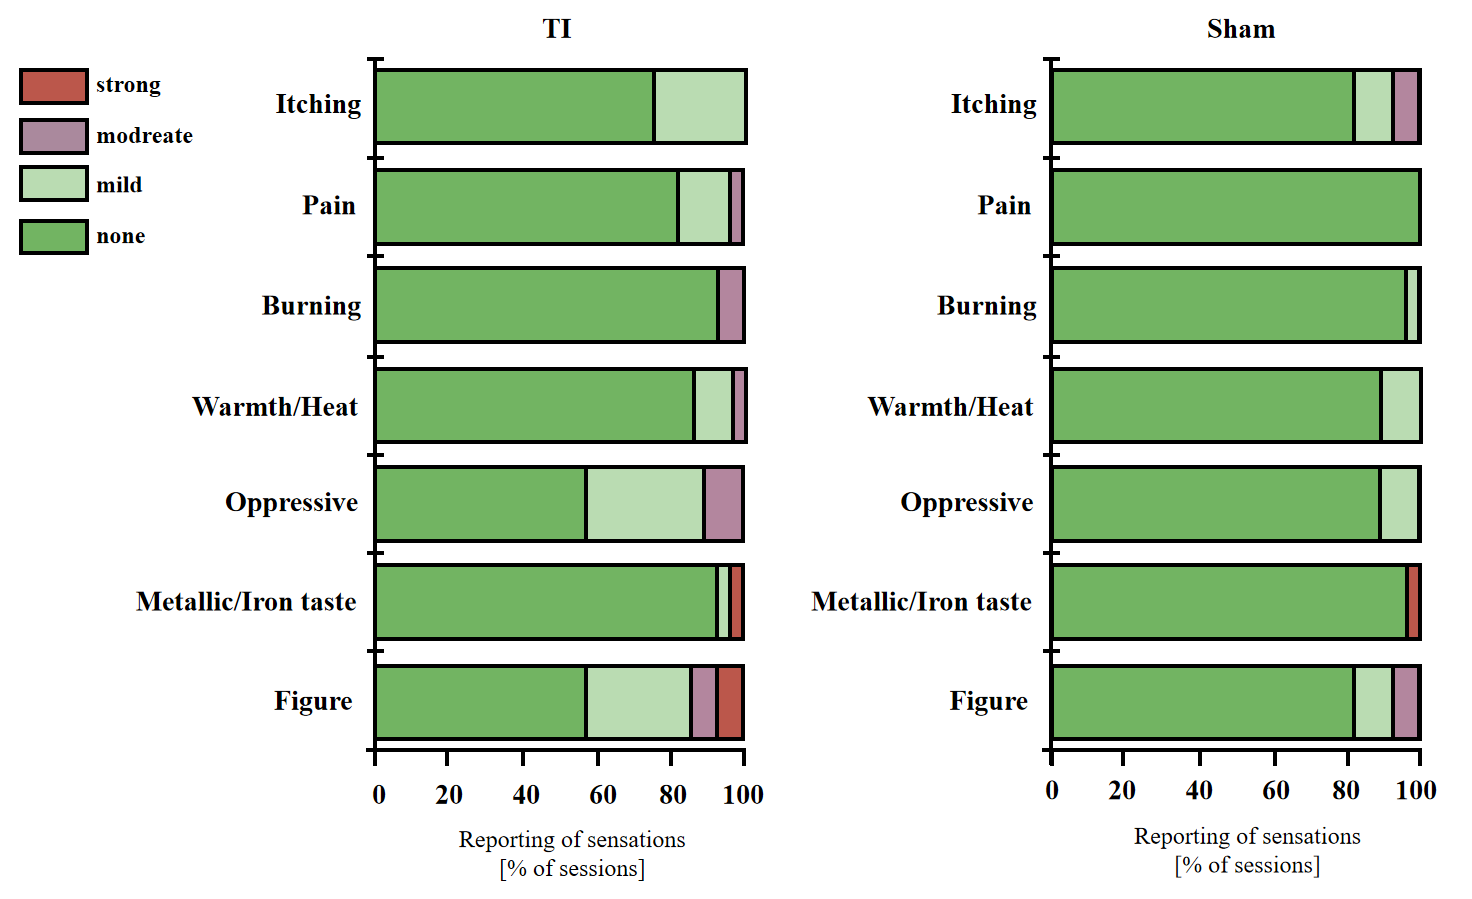 TI
Sham
strong
modreate
mild
none
Itching
Pain
Burning
Warmth/Heat
Oppressive
Metallic/Iron taste
Figure
0 20 40 60 80 100
Reporting of sensations
[% of sessions]
Itching
Pain
Burning
Warmth/Heat
Oppressive
Metallic/Iron taste
Figure
0 20 40 60 80 100
Reporting of sensations
[% of sessions]